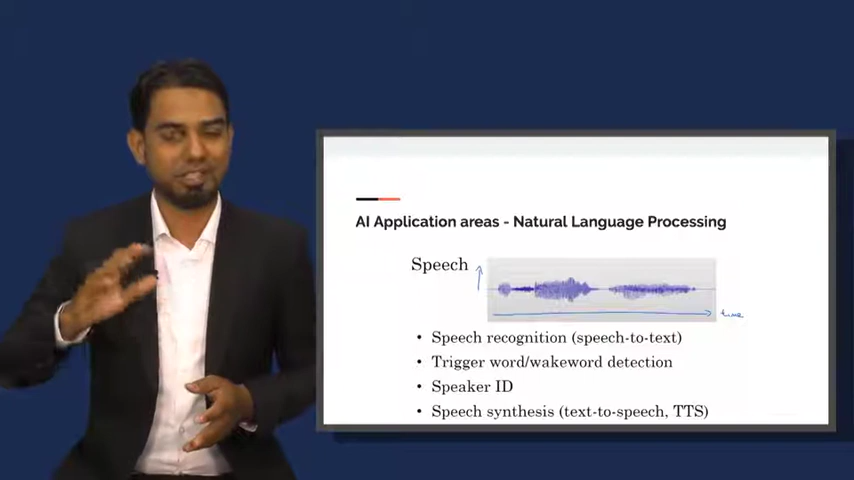 AI Application areas - Natural Language Processing
Speech
time
• Speech recognition (speech-to-text)
• Trigger word/wakeword detection
• Speaker ID
• Speech synthesis (text-to-speech, TTS)